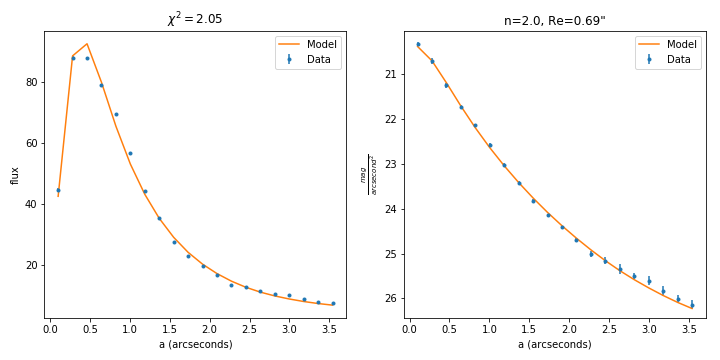 χ² = 2.05
flux
80
60
40
20
0.0 0.5 1.0 1.5 2.0 2.5 3.0 3.5
a (arcseconds)
Model
Data
n=2.0, Re=0.69"
mag
arcsecond²
21
22
23
24
25
26
0.0 0.5 1.0 1.5 2.0 2.5 3.0 3.5
a (arcseconds)
Model
Data